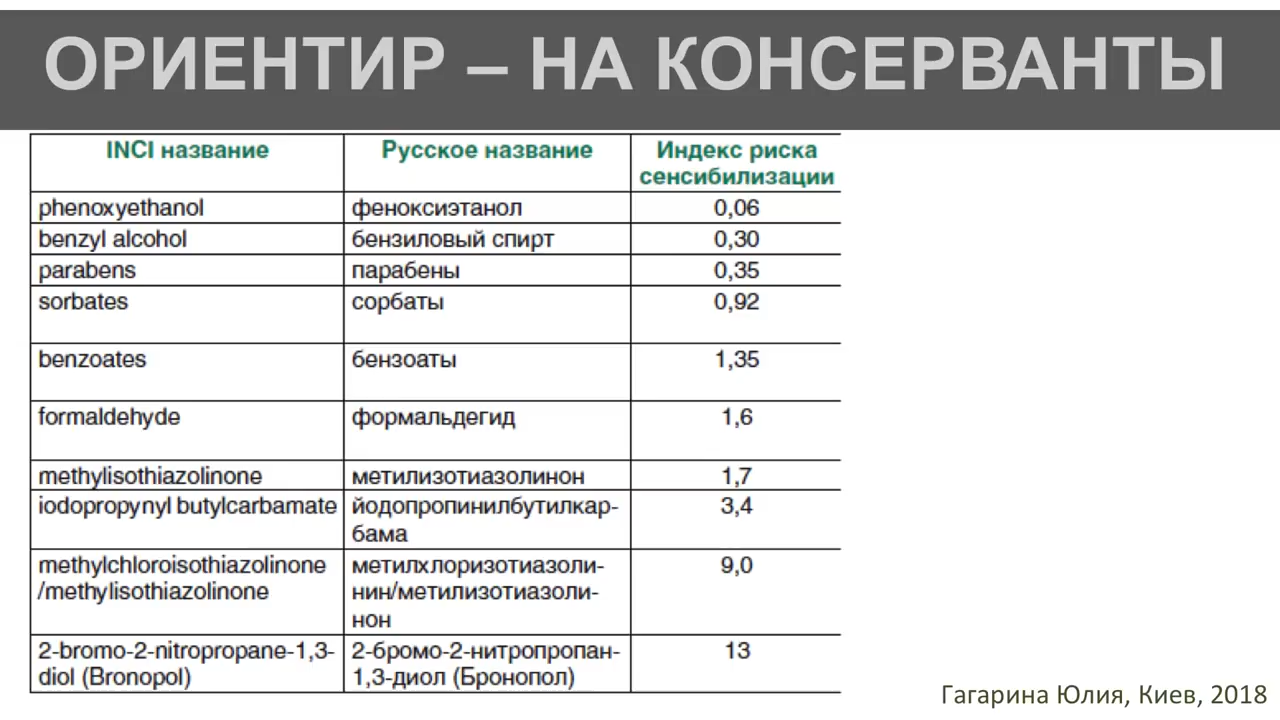 ОРИЕНТИР – НА КОНСЕРВАНТЫ
INCI название Русское название Индекс риска
сенсибилизации
phenoxyethanol феноксиэтанол 0,06
benzyl alcohol бензиловый спирт 0,30
parabens парабены 0,35
sorbates сорбаты 0,92
benzoates бензоаты 1,35
formaldehyde формальдегид 1,6
methylisothiazolinone метилизотиазолинон 1,7
iodopropynyl butylcarbamate йодопропинилбутилкар- 3,4
бама
methylchloroisothiazolinone метилхлоризотиазоли- 9,0
/methylisothiazolinone нин/метилизотиазоли-
нон
2-bromo-2-nitropropane-1,3- 2-бромо-2-нитропропан- 13
diol (Bronopol) 1,3-диол (Бронопол)
Гагарина Юлия, Киев, 2018